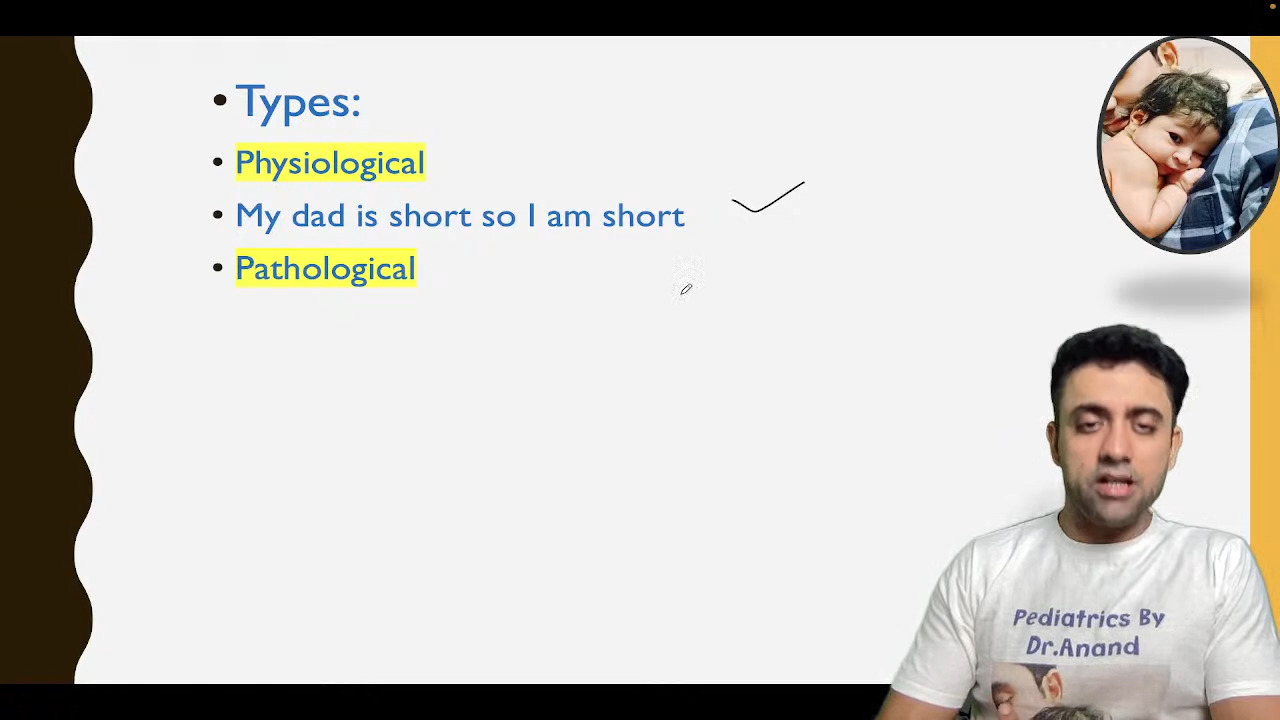 • Types:
• Physiological
• My dad is short so I am short
• Pathological
Pediatrics By
Dr.Anand